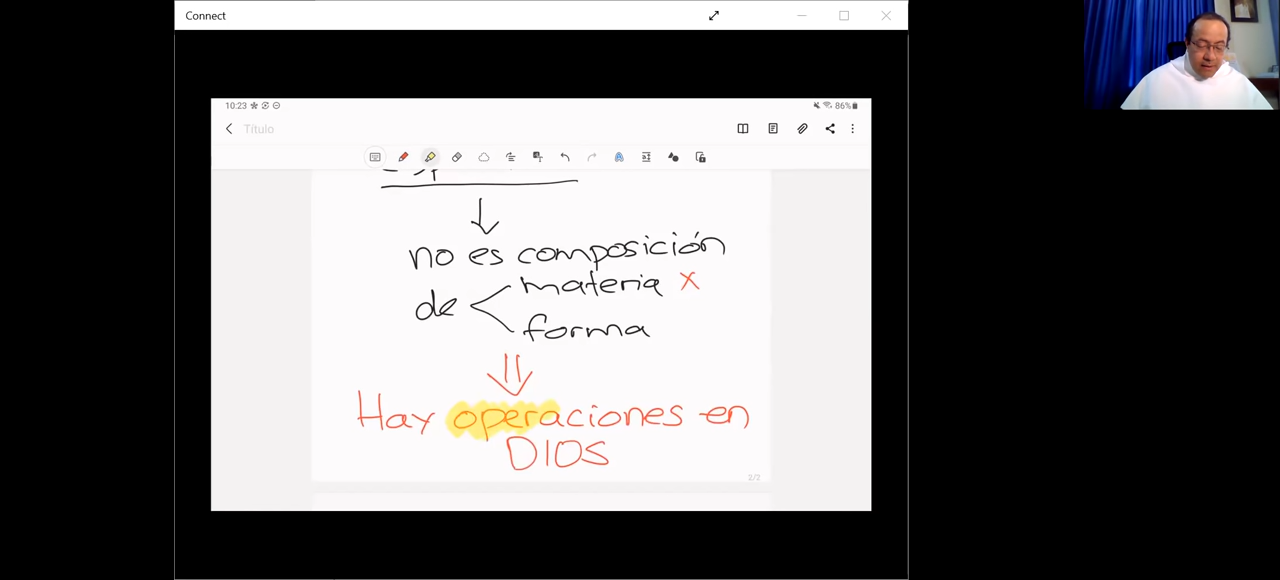 Connect
10:23
86%
Título
no es composición
de materia x
forma
Hay operaciones en
DIOS
2/2